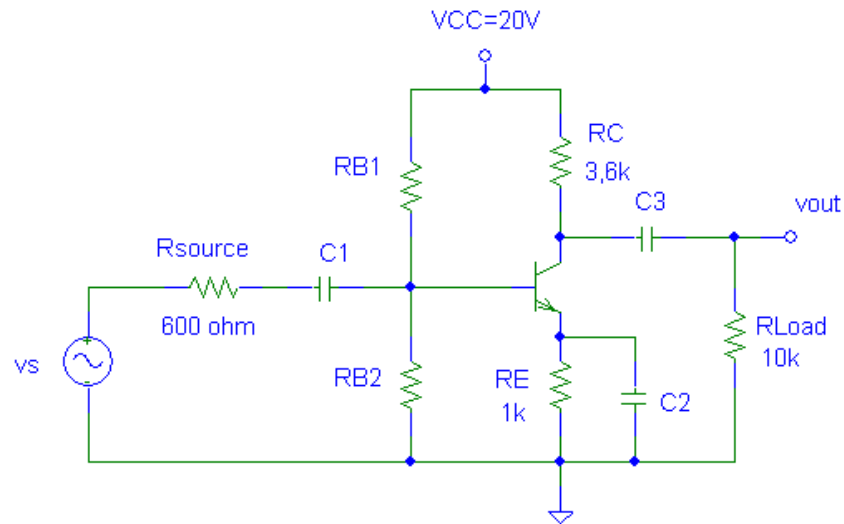 VCC=20V
RC
3,6k
RB1
C3
vout
Rsource
C1
600 ohm
RLoad
10k
vs
RB2
RE
1k
C2